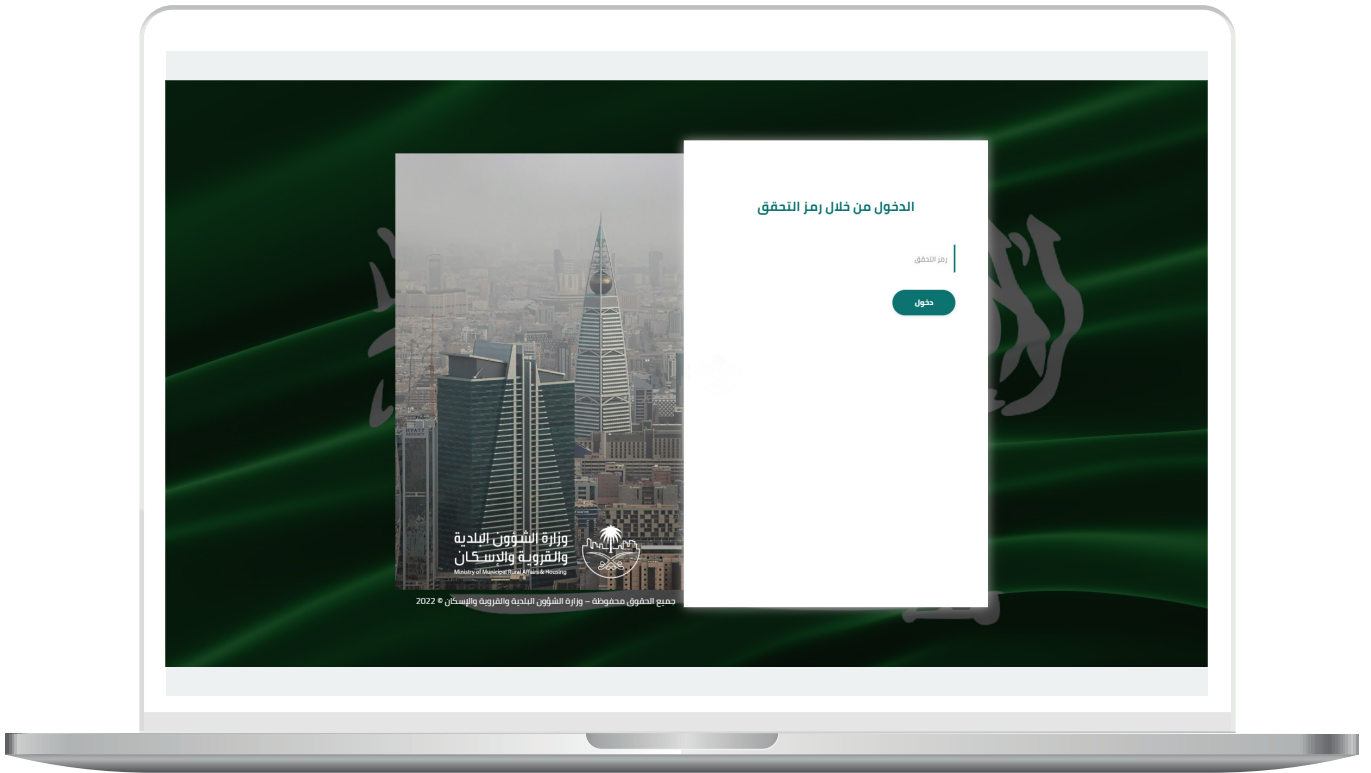 الدخول من خلال رمز التحقق
رمز التحقق
دخول
وزارة الشؤون البلدية
والقروية والإسكان
Ministry of Municipal Rural Affairs & Housing
جميع الحقوق محفوظة – وزارة الشؤون البلدية والقروية والإسكان © 2022